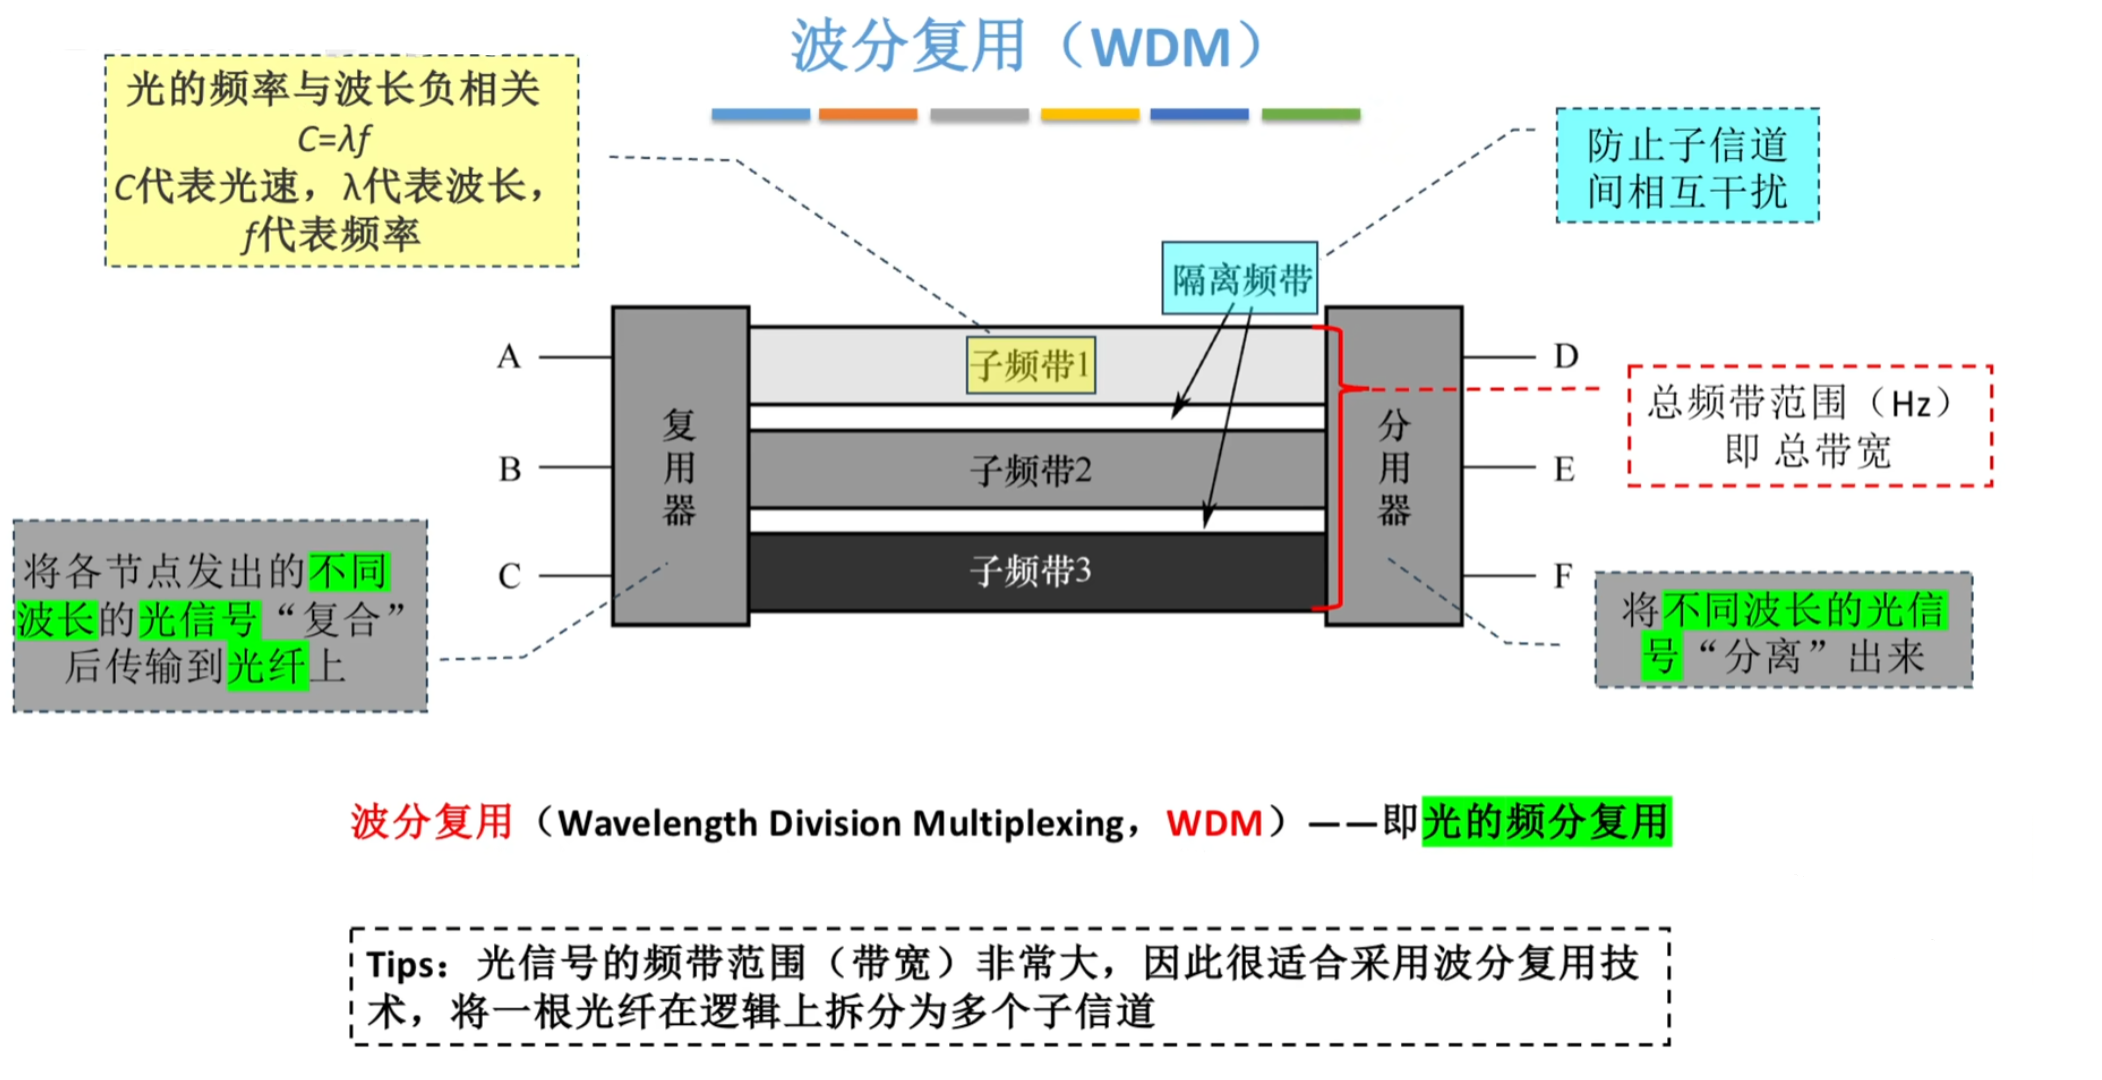 波分复用（WDM）
光的频率与波长负相关
C=λf
C代表光速，λ代表波长，
f代表频率
防止子信道
间相互干扰
隔离频带
A
B
C
复
用
器
子频带1
子频带2
子频带3
分
用
器
D
E
F
总频带范围（Hz）
即 总带宽
将各节点发出的不同
波长的光信号“复合”
后传输到光纤上
将不同波长的光信
号“分离”出来
波分复用（Wavelength Division Multiplexing，WDM）——即光的频分复用
Tips：光信号的频带范围（带宽）非常大，因此很适合采用波分复用技
术，将一根光纤在逻辑上拆分为多个子信道